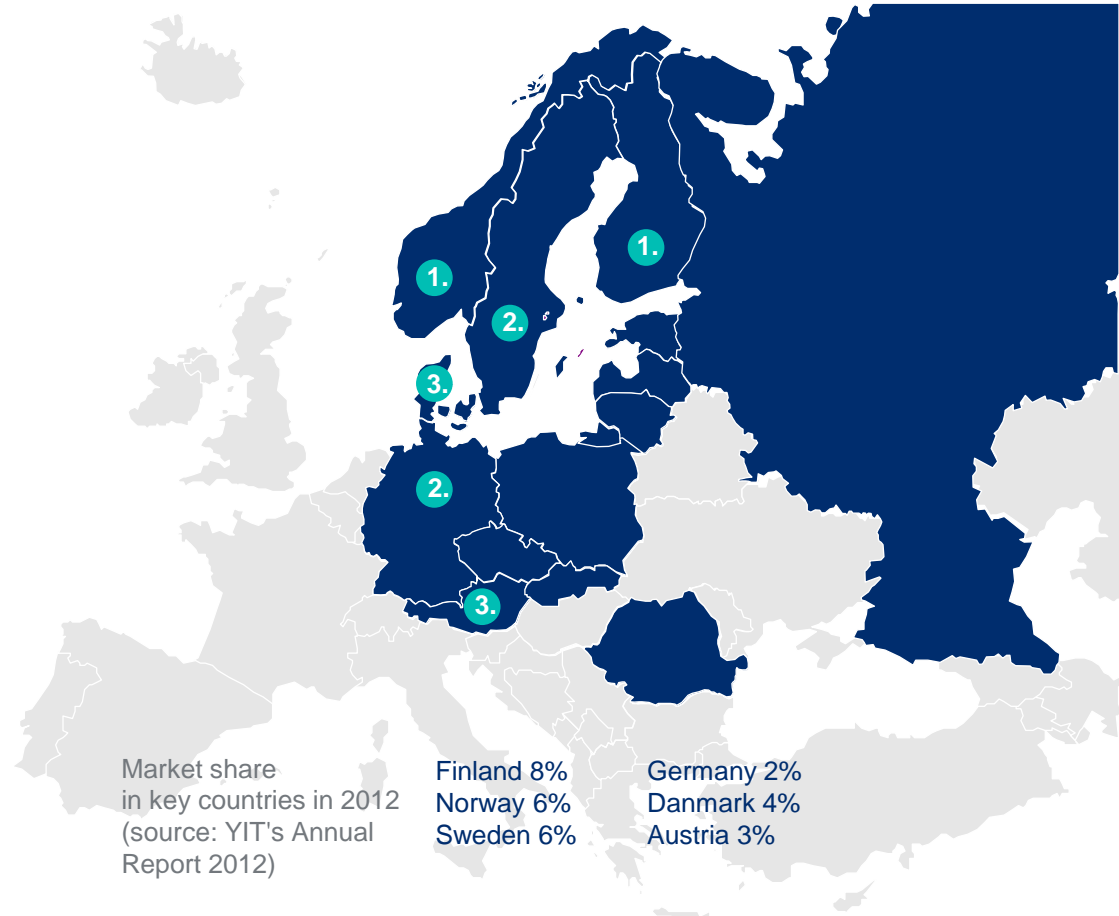 1.
1.
2.
3.
2.
3.
Market share
in key countries in 2012
(source: YIT's Annual
Report 2012)
Finland 8%
Norway 6%
Sweden 6%
Germany 2%
Danmark 4%
Austria 3%